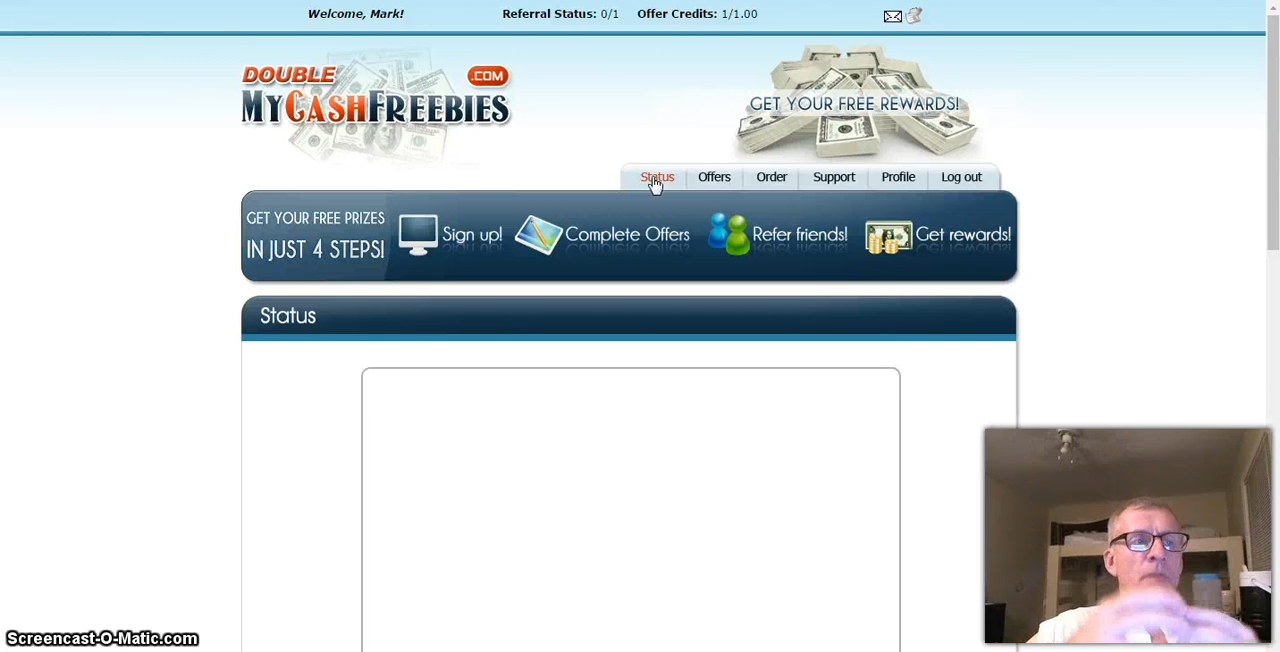 Welcome, Mark! Referral Status: 0/1 Offer Credits: 1/1.00
DOUBLE .COM
MYCASHFREEBIES
GET YOUR FREE REWARDS!
Status Offers Order Support Profile Log out
GET YOUR FREE PRIZES
IN JUST 4 STEPS!
Sign up! Complete Offers Refer friends! Get rewards!
Status
Screencast-O-Matic.com